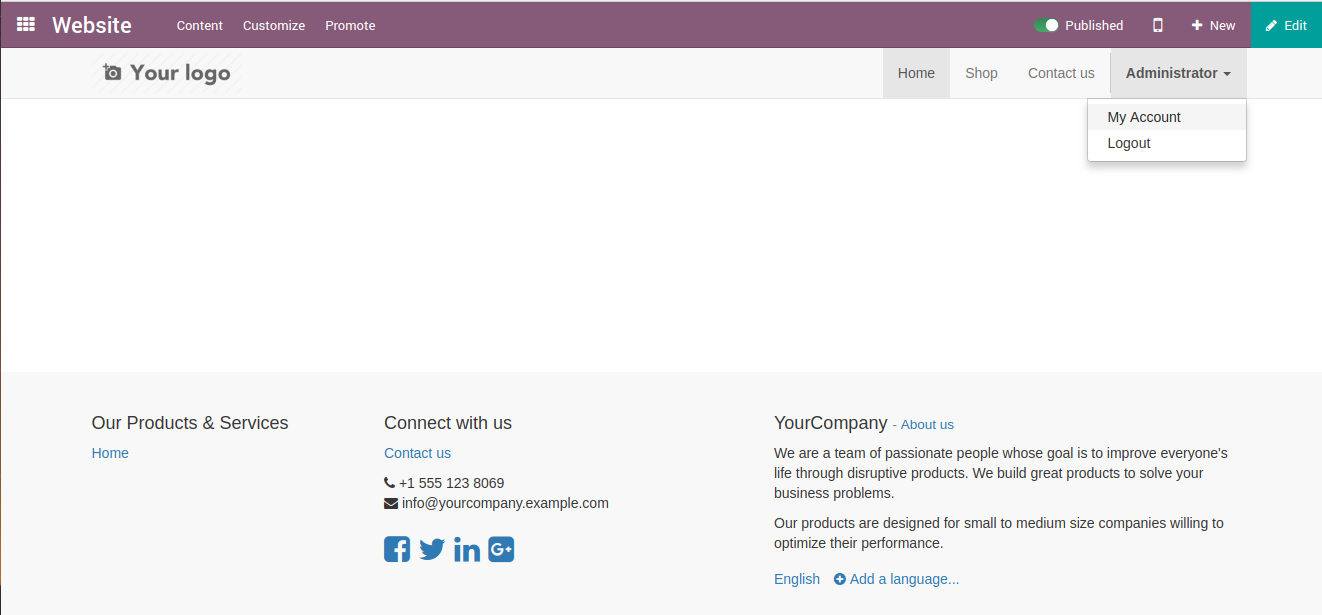 Website Content Customize Promote Published New Edit
Your logo Home Shop Contact us Administrator
My Account
Logout
Our Products & Services
Home
Connect with us
Contact us
+1 555 123 8069
info@yourcompany.example.com
YourCompany - About us
We are a team of passionate people whose goal is to improve everyone's
life through disruptive products. We build great products to solve your
business problems.
Our products are designed for small to medium size companies willing to
optimize their performance.
English Add a language...